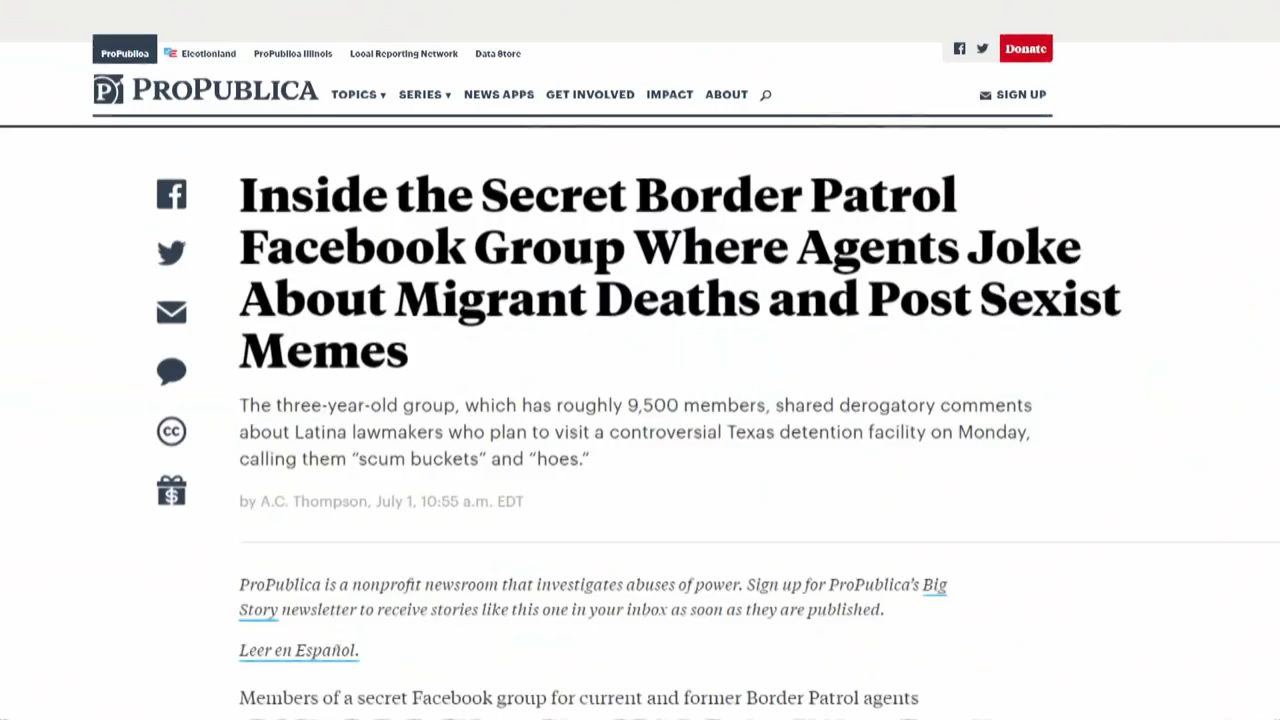 ProPublica Electionland ProPublica Illinois Local Reporting Network Data Store Donate
PROPUBLICA TOPICS SERIES NEWS APPS GET INVOLVED IMPACT ABOUT SIGN UP
Inside the Secret Border Patrol
Facebook Group Where Agents Joke
About Migrant Deaths and Post Sexist
Memes
The three-year-old group, which has roughly 9,500 members, shared derogatory comments
about Latina lawmakers who plan to visit a controversial Texas detention facility on Monday,
calling them “scum buckets” and “hoes.”
by A.C. Thompson, July 1, 10:55 a.m. EDT
ProPublica is a nonprofit newsroom that investigates abuses of power. Sign up for ProPublica’s Big
Story newsletter to receive stories like this one in your inbox as soon as they are published.
Leer en Español.
Members of a secret Facebook group for current and former Border Patrol agents